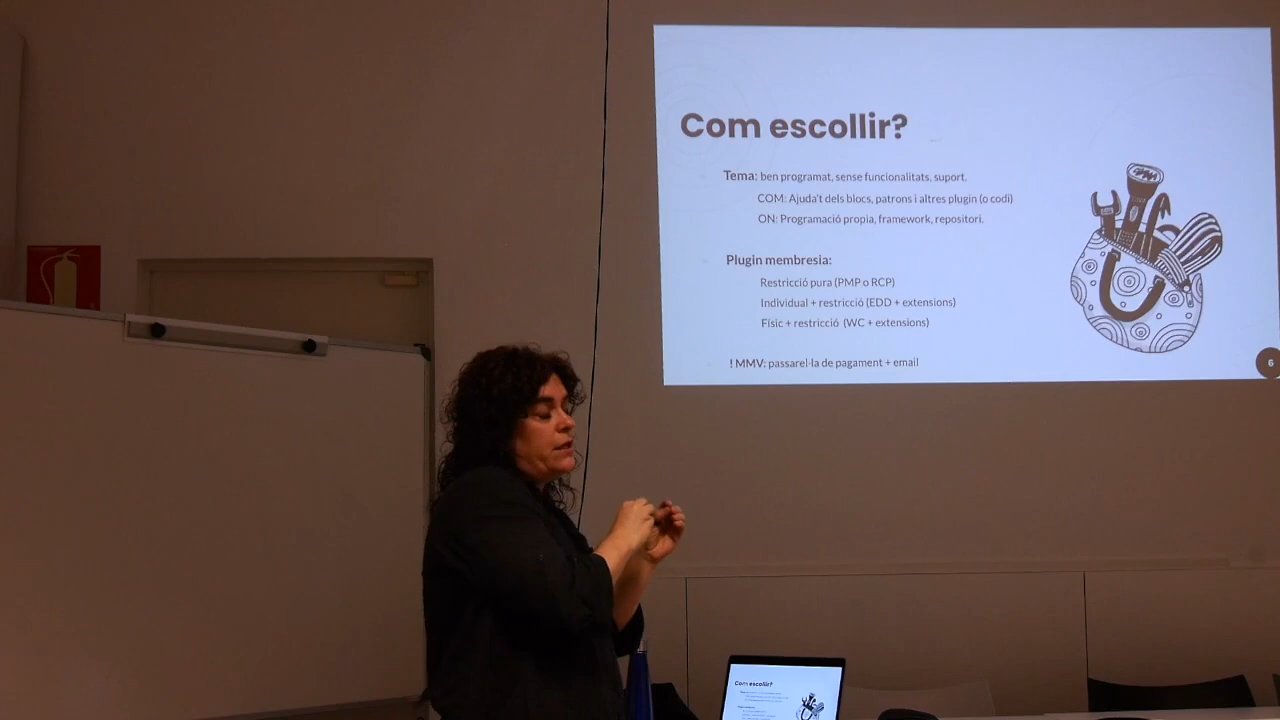 Com escollir?
Tema: ben programat, sense funcionalitats, suport.
COM: Ajuda't dels blocs, patrons i altres plugin (o codi)
ON: Programació propia, framework, repositori.
Plugin membresia:
Restricció pura (PMP o RCP)
Individual + restricció (EDD + extensions)
Físic + restricció (WC + extensions)
! MMV: passarel·la de pagament + email
6
Com escollir?